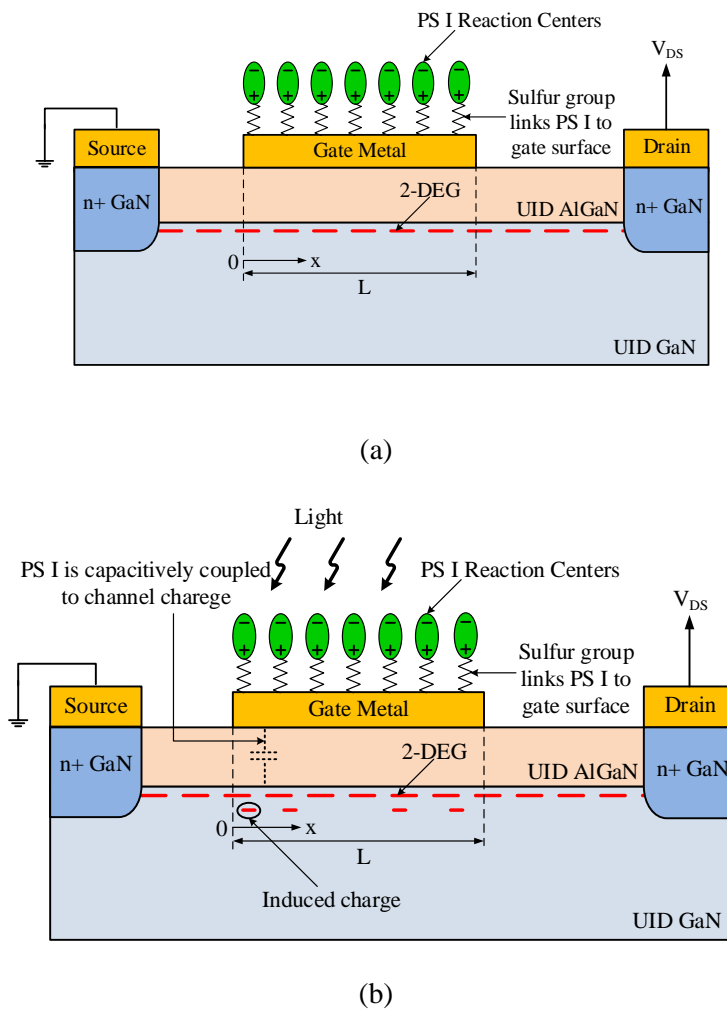 PS I Reaction Centers
V_DS
Sulfur group
links PS I to
gate surface
Source
Gate Metal
Drain
n+ GaN
2-DEG
UID AlGaN
n+ GaN
0
x
L
UID GaN
(a)
Light
PS I is capacitively coupled
to channel charege
PS I Reaction Centers
V_DS
Sulfur group
links PS I to
gate surface
Source
Gate Metal
Drain
n+ GaN
2-DEG
UID AlGaN
n+ GaN
0
x
L
Induced charge
UID GaN
(b)